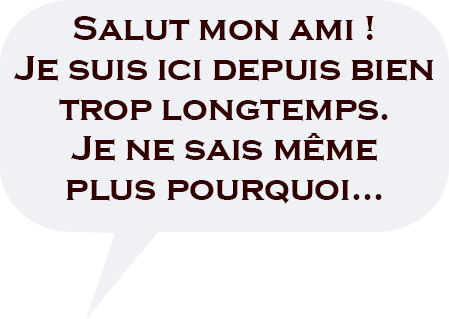 Salut mon ami !
Je suis ici depuis bien
trop longtemps.
Je ne sais même
plus pourquoi...